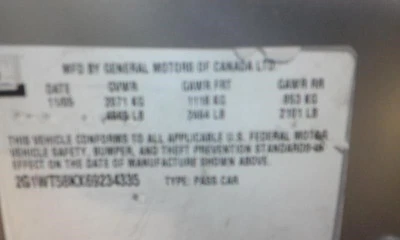 MFD BY GENERAL MOTORS OF CANADA LTD
DATE GVWR GAWR FRT GAWR RR
11/05 2071 KG 1118 KG 953 KG
LB LB 2101 LB
THIS VEHICLE CONFORMS TO ALL APPLICABLE U.S. FEDERAL MOTOR
VEHICLE SAFETY, BUMPER, AND THEFT PREVENTION STANDARDS IN
EFFECT ON THE DATE OF MANUFACTURE SHOWN ABOVE.
2G1WT58KX69234335 TYPE: PASS CAR